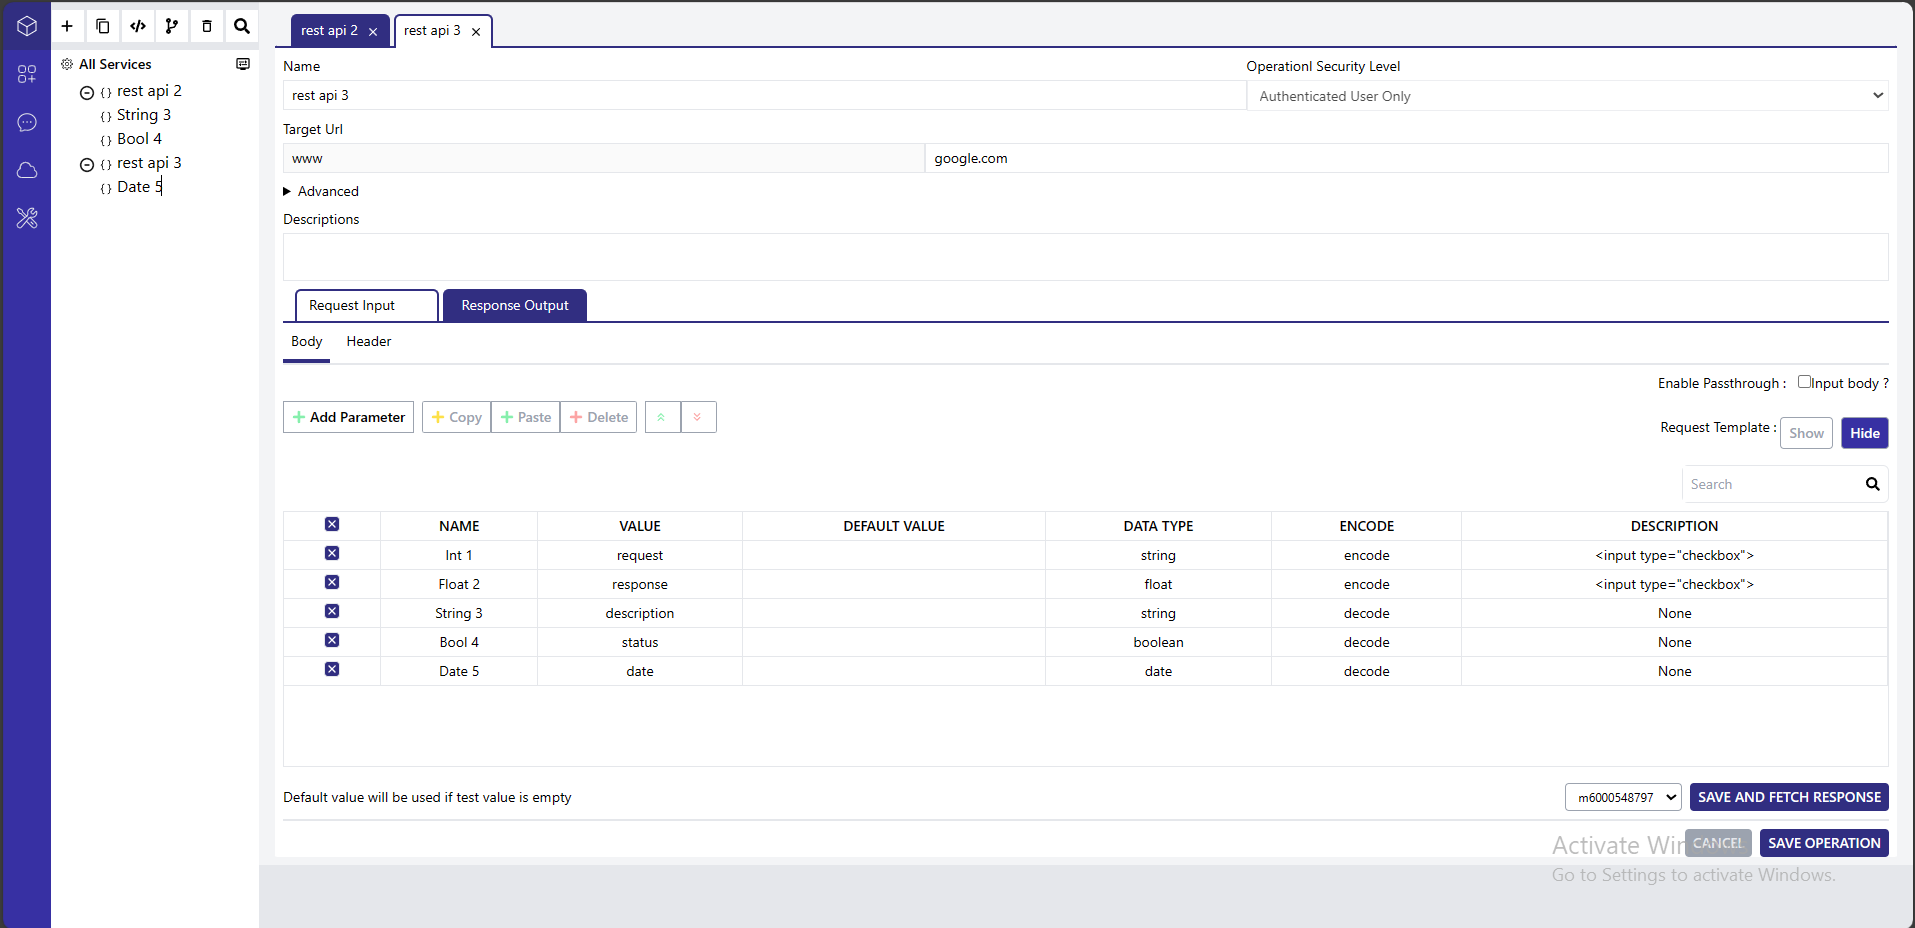 rest api 2
rest api 3
All Services
{} rest api 2
{} String 3
{} Bool 4
{} rest api 3
{} Date 5
Name
Operationl Security Level
rest api 3
Authenticated User Only
Target Url
www
google.com
Advanced
Descriptions
Request Input
Response Output
Body
Header
Enable Passthrough : Input body ?
Add Parameter
Copy
Paste
Delete
Request Template : Show Hide
Search
NAME VALUE DEFAULT VALUE DATA TYPE ENCODE DESCRIPTION
Int 1 request string encode <input type="checkbox">
Float 2 response float encode <input type="checkbox">
String 3 description string decode None
Bool 4 status boolean decode None
Date 5 date date decode None
Default value will be used if test value is empty
m6000548797
SAVE AND FETCH RESPONSE
Activate Win
CANCEL
SAVE OPERATION
Go to Settings to activate Windows.